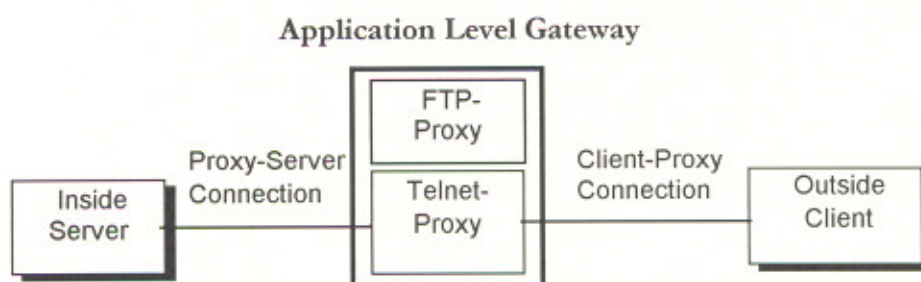 Application Level Gateway
FTP-
Proxy
Proxy-Server
Connection
Client-Proxy
Connection
Inside
Server
Telnet-
Proxy
Outside
Client